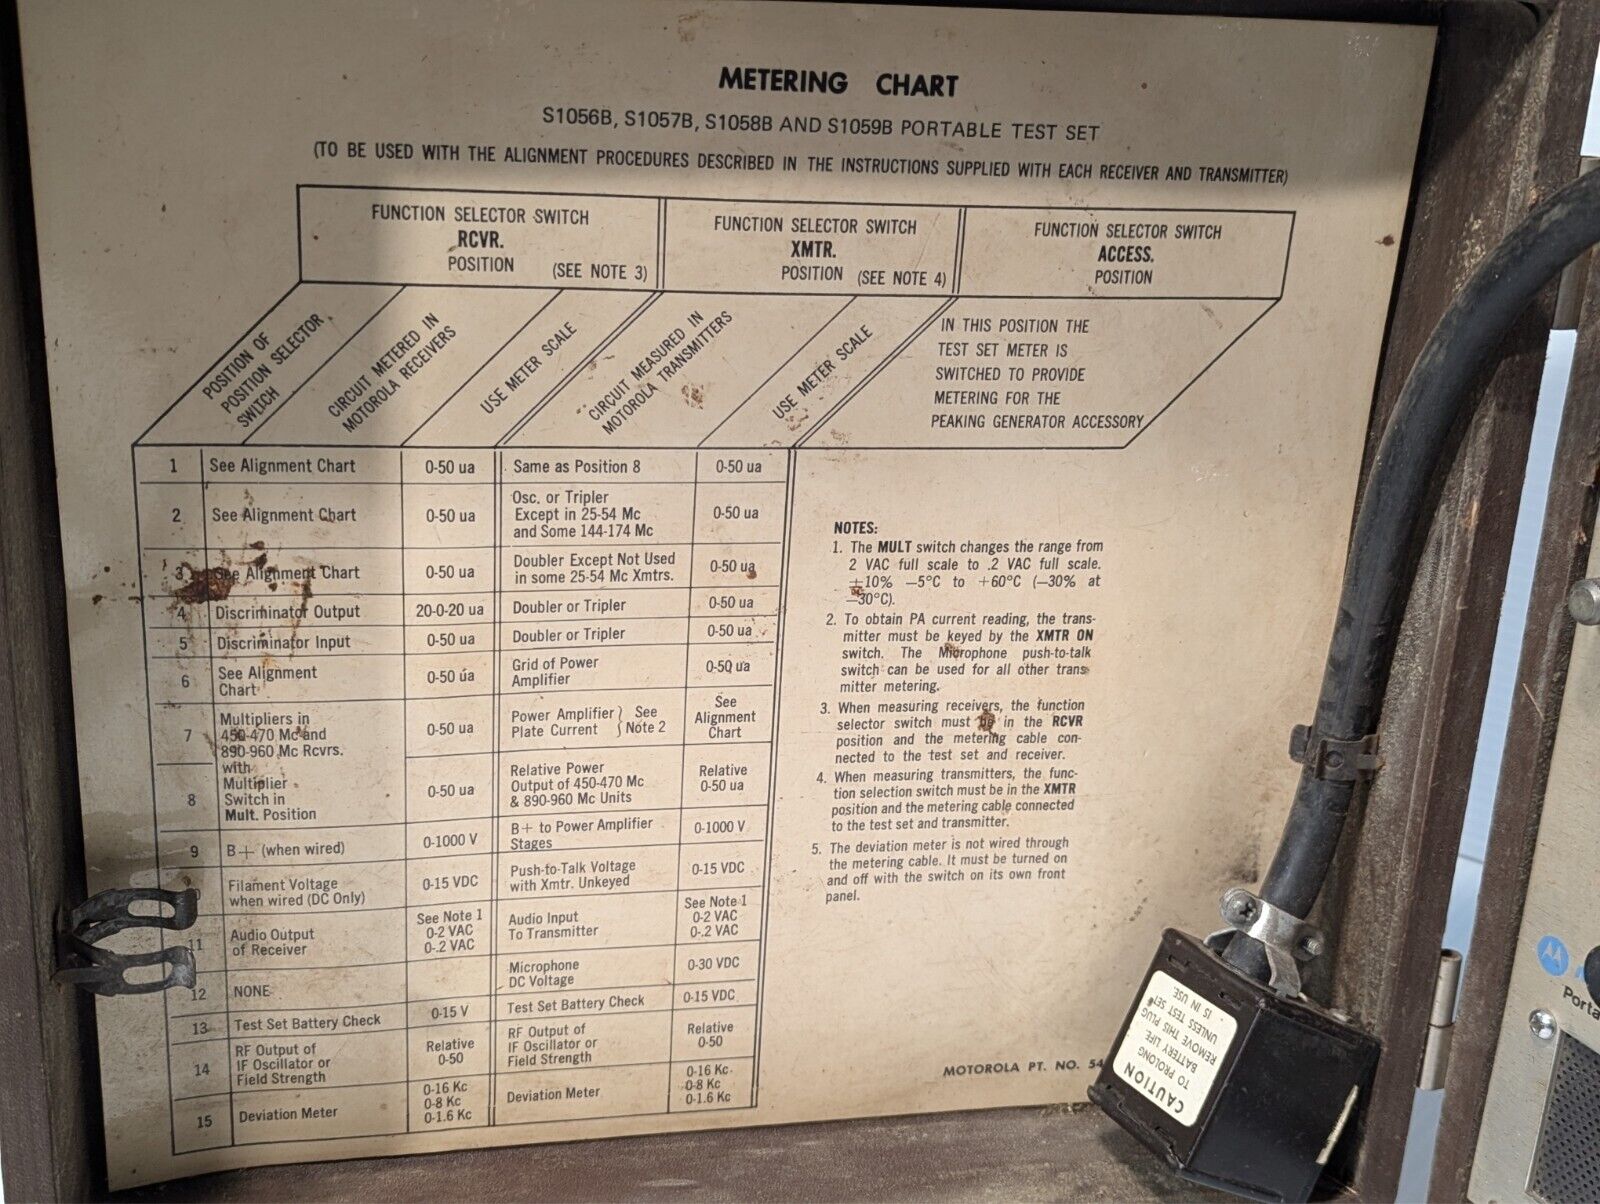 METERING CHART
S1056B, S1057B, S1058B AND S1059B PORTABLE TEST SET
(TO BE USED WITH THE ALIGNMENT PROCEDURES DESCRIBED IN THE INSTRUCTIONS SUPPLIED WITH EACH RECEIVER AND TRANSMITTER)
FUNCTION SELECTOR SWITCH
RCVR.
POSITION (SEE NOTE 3)
FUNCTION SELECTOR SWITCH
XMTR.
POSITION (SEE NOTE 4)
FUNCTION SELECTOR SWITCH
ACCESS.
POSITION
POSITION OF
POSITION SELECTOR
SWITCH
CIRCUIT METERED IN
MOTOROLA RECEIVERS
USE METER SCALE
CIRCUIT MEASURED IN
MOTOROLA TRANSMITTERS
USE METER SCALE
IN THIS POSITION THE
TEST SET METER IS
SWITCHED TO PROVIDE
METERING FOR THE
PEAKING GENERATOR ACCESSORY
1 See Alignment Chart 0-50 ua Same as Position 8 0-50 ua
2 See Alignment Chart 0-50 ua
Osc. or Tripler
Except in 25-54 Mc
and Some 144-174 Mc
0-50 ua
3 See Alignment Chart 0-50 ua
Doubler Except Not Used
in some 25-54 Mc Xmtrs.
0-50 ua
4 Discriminator Output 20-0-20 ua Doubler or Tripler 0-50 ua
5 Discriminator Input 0-50 ua Doubler or Tripler 0-50 ua
6
See Alignment
Chart
0-50 ua
Grid of Power
Amplifier
0-50 ua
7
8
Multipliers in
450-470 Mc and
890-960 Mc Rcvrs.
with
Multiplier
Switch in
Mult. Position
0-50 ua
Power Amplifier } See
Plate Current } Note 2
See
Alignment
Chart
0-50 ua
Relative Power
Output of 450-470 Mc
& 890-960 Mc Units
Relative
0-50 ua
9 B+ (when wired) 0-1000 V
B+ to Power Amplifier
Stages
0-1000 V
Filament Voltage
when wired (DC Only)
0-15 VDC
Push-to-Talk Voltage
with Xmtr. Unkeyed
0-15 VDC
11
Audio Output
of Receiver
See Note 1
0-2 VAC
0-.2 VAC
Audio Input
To Transmitter
See Note 1
0-2 VAC
0-.2 VAC
12 NONE
Microphone
DC Voltage
0-30 VDC
13 Test Set Battery Check 0-15 V Test Set Battery Check 0-15 VDC
14
RF Output of
IF Oscillator or
Field Strength
Relative
0-50
RF Output of
IF Oscillator or
Field Strength
Relative
0-50
15 Deviation Meter
0-16 Kc
0-8 Kc
0-1.6 Kc
Deviation Meter
0-16 Kc
0-8 Kc
0-1.6 Kc
NOTES:
1. The MULT switch changes the range from
2 VAC full scale to .2 VAC full scale.
±10% —5°C to +60°C (—30% at
—30°C).
2. To obtain PA current reading, the trans-
mitter must be keyed by the XMTR ON
switch. The Microphone push-to-talk
switch can be used for all other trans-
mitter metering.
3. When measuring receivers, the function
selector switch must be in the RCVR
position and the metering cable con-
nected to the test set and receiver.
4. When measuring transmitters, the func-
tion selection switch must be in the XMTR
position and the metering cable connected
to the test set and transmitter.
5. The deviation meter is not wired through
the metering cable. It must be turned on
and off with the switch on its own front
panel.
MOTOROLA PT. NO. 54
CAUTION
TO PROLONG
BATTERY LIFE
REMOVE THIS PLUG
UNLESS TEST SET
IS IN USE.
Porta